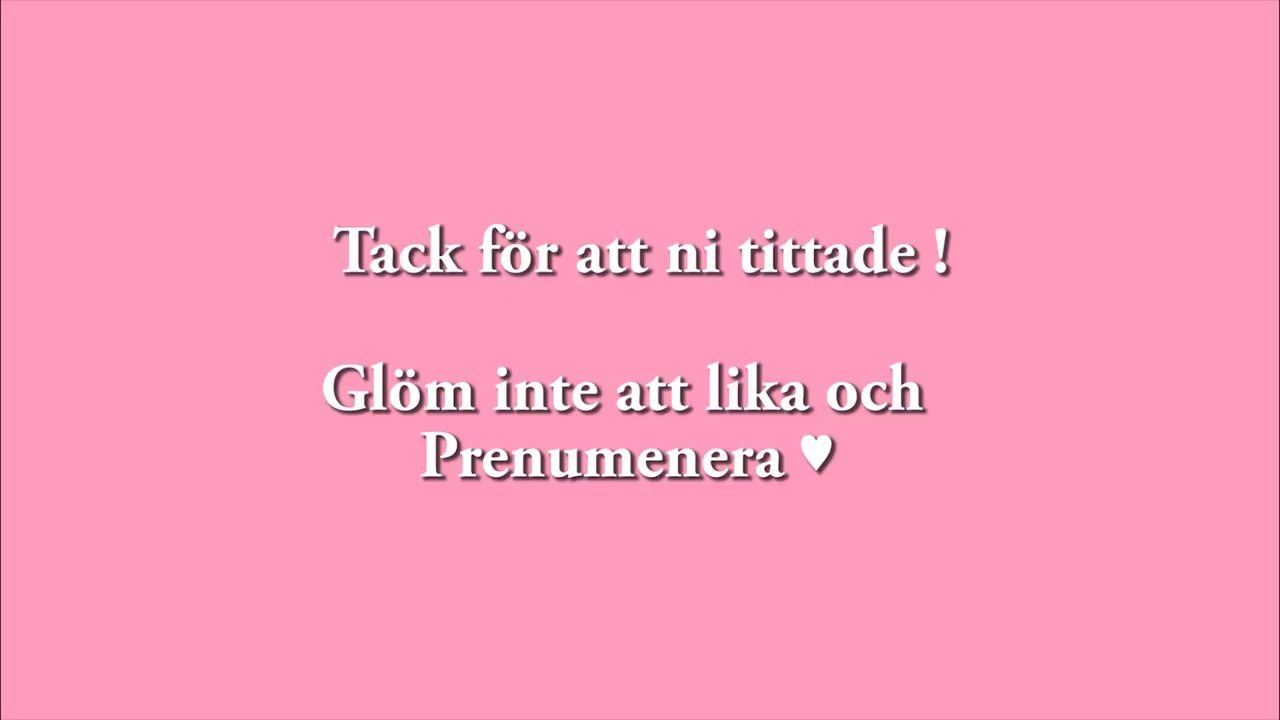 Tack för att ni tittade !
Glöm inte att lika och
Prenumenera ♥